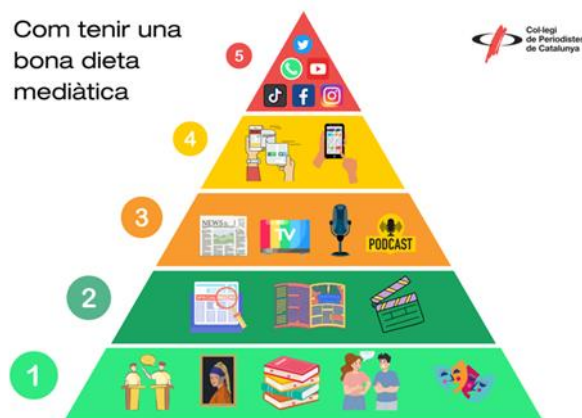 Com tenir una
bona dieta
mediàtica
Col·legi
de Periodistes
de Catalunya
5
4
3
NEWS
TV
PODCAST
2
1